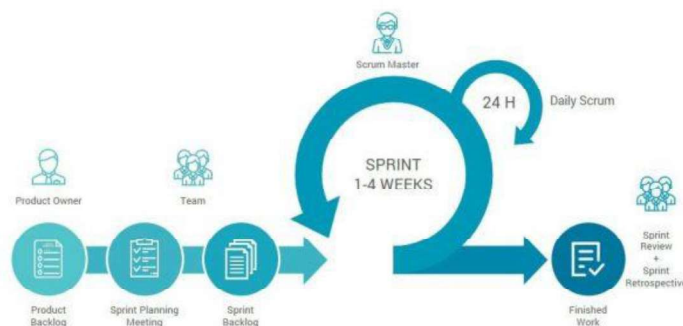 Scrum Master
24 H
Daily Scrum
SPRINT
1-4 WEEKS
Product Owner
Team
Sprint
Review
+
Sprint
Retrospective
Product
Backlog
Sprint Planning
Meeting
Sprint
Backlog
Finished
Work